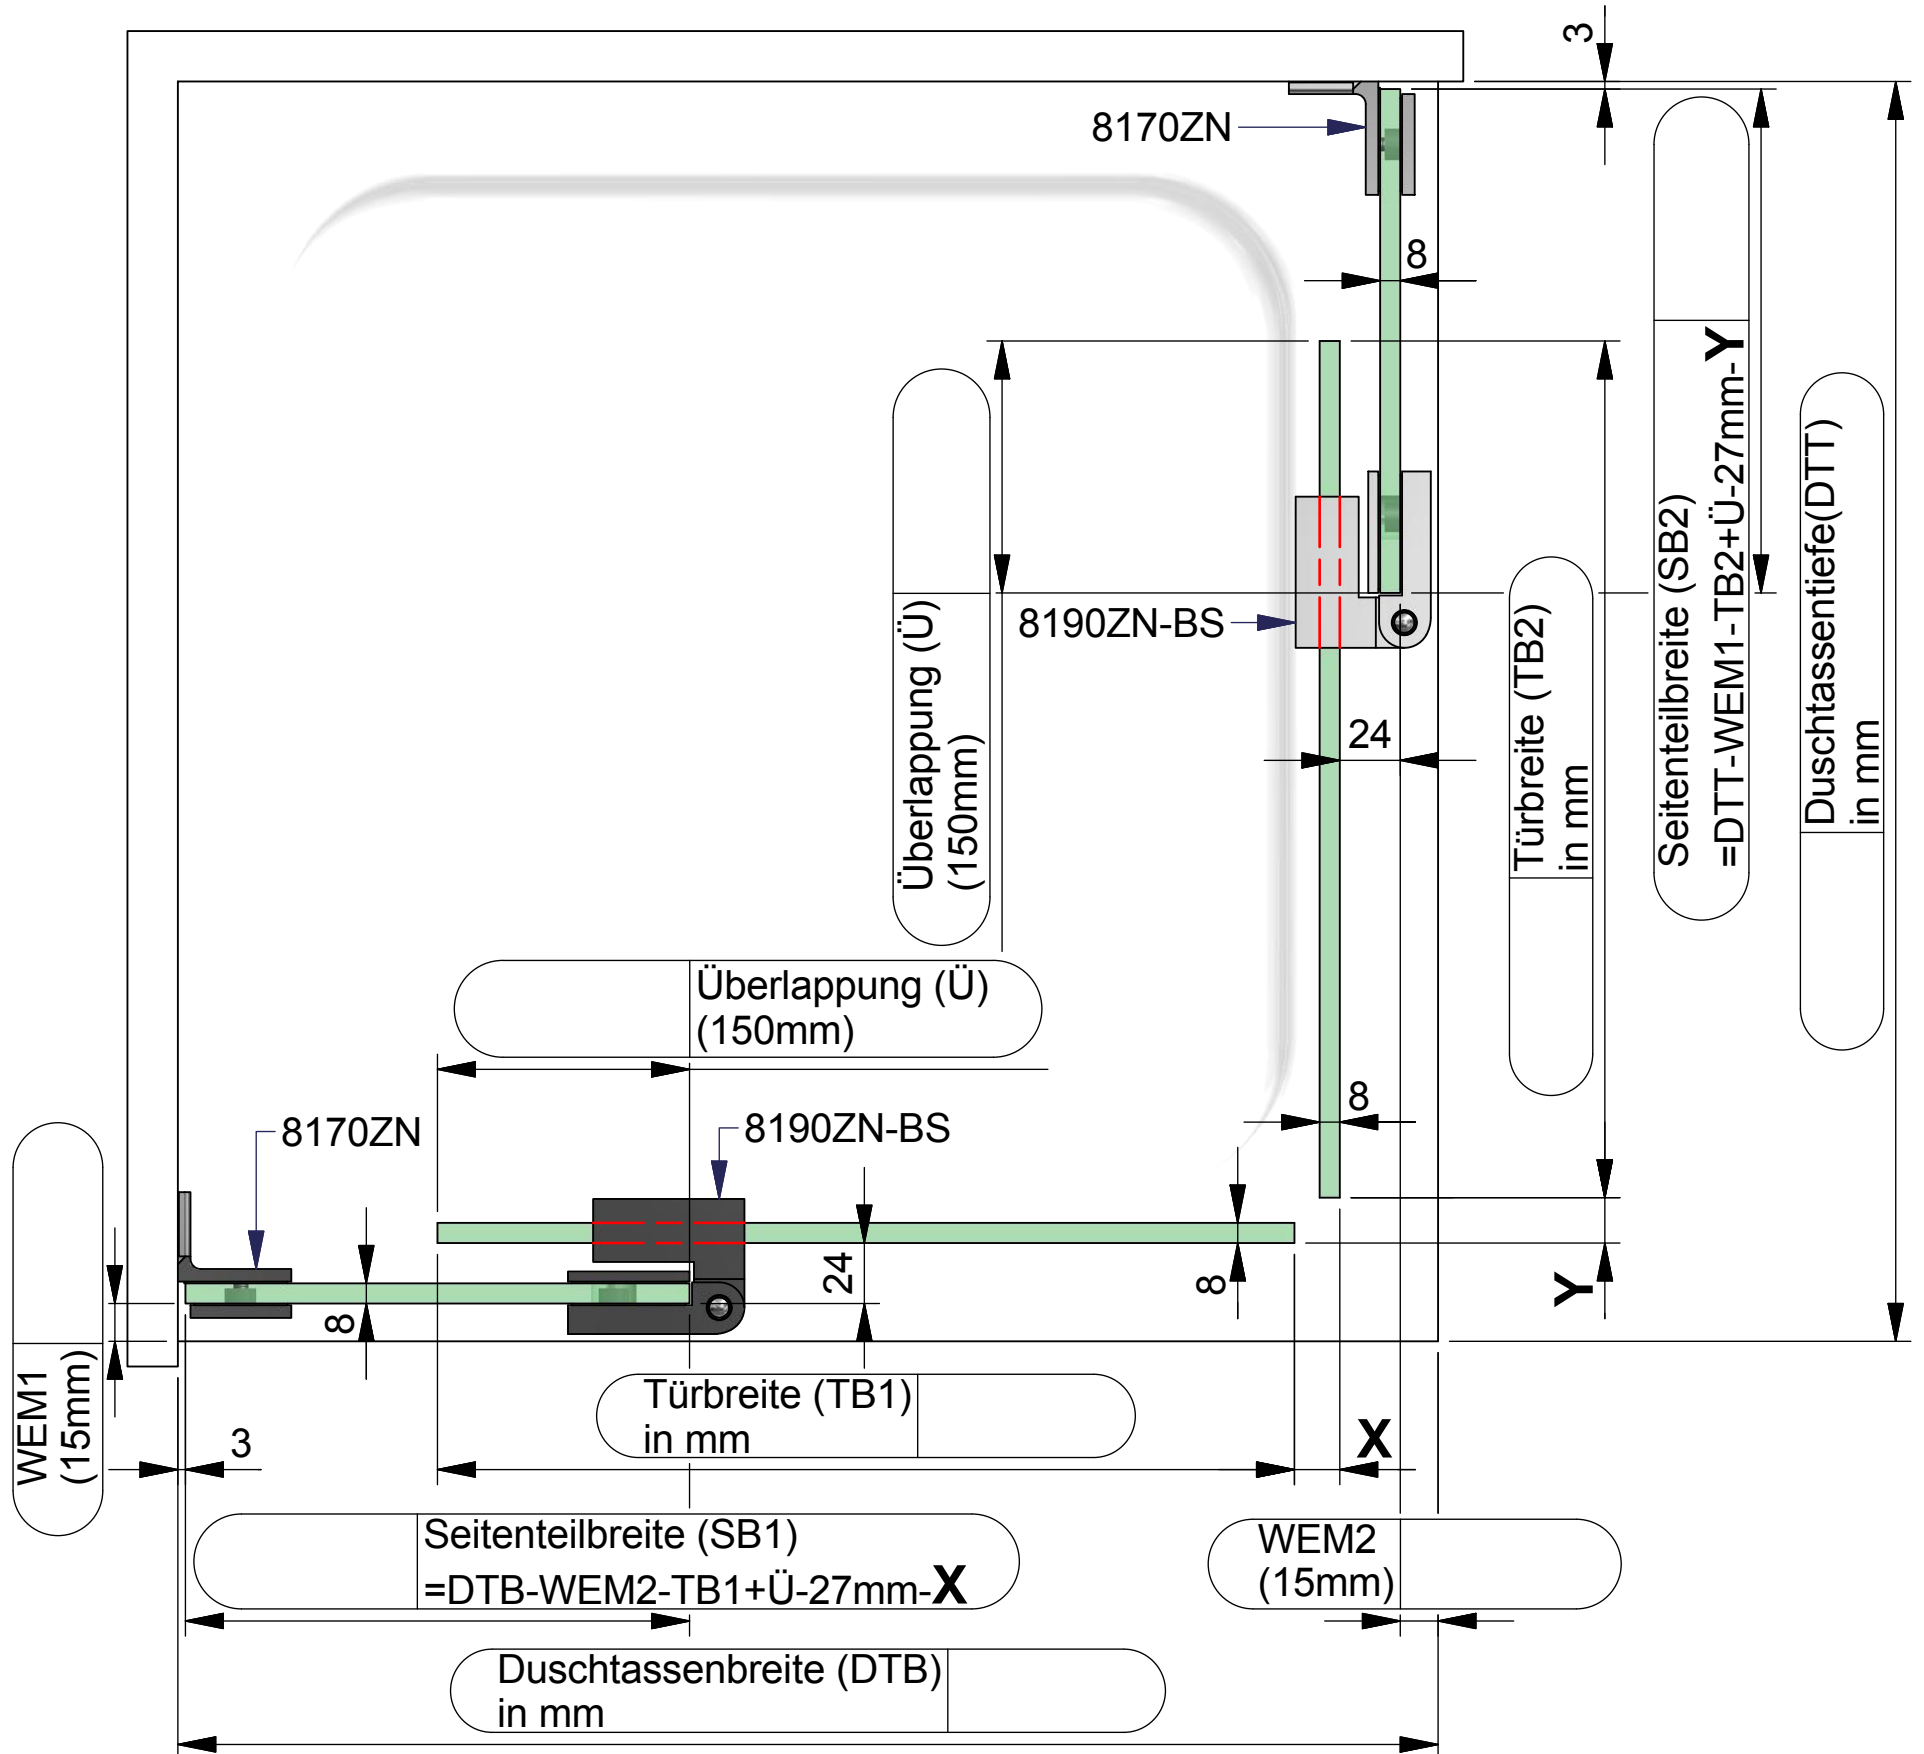 3
8170ZN
8
Überlappung (Ü)
(150mm)
8190ZN-BS
24
Türbreite (TB2)
in mm
Seitenteilbreite (SB2)
=DTT-WEM1-TB2+Ü-27mm-Y
Duschtassentiefe(DTT)
in mm
Überlappung (Ü)
(150mm)
8
8170ZN
8190ZN-BS
24
8
8
Y
WEM1
(15mm)
Türbreite (TB1)
in mm
X
3
Seitenteilbreite (SB1)
=DTB-WEM2-TB1+Ü-27mm-X
WEM2
(15mm)
Duschtassenbreite (DTB)
in mm